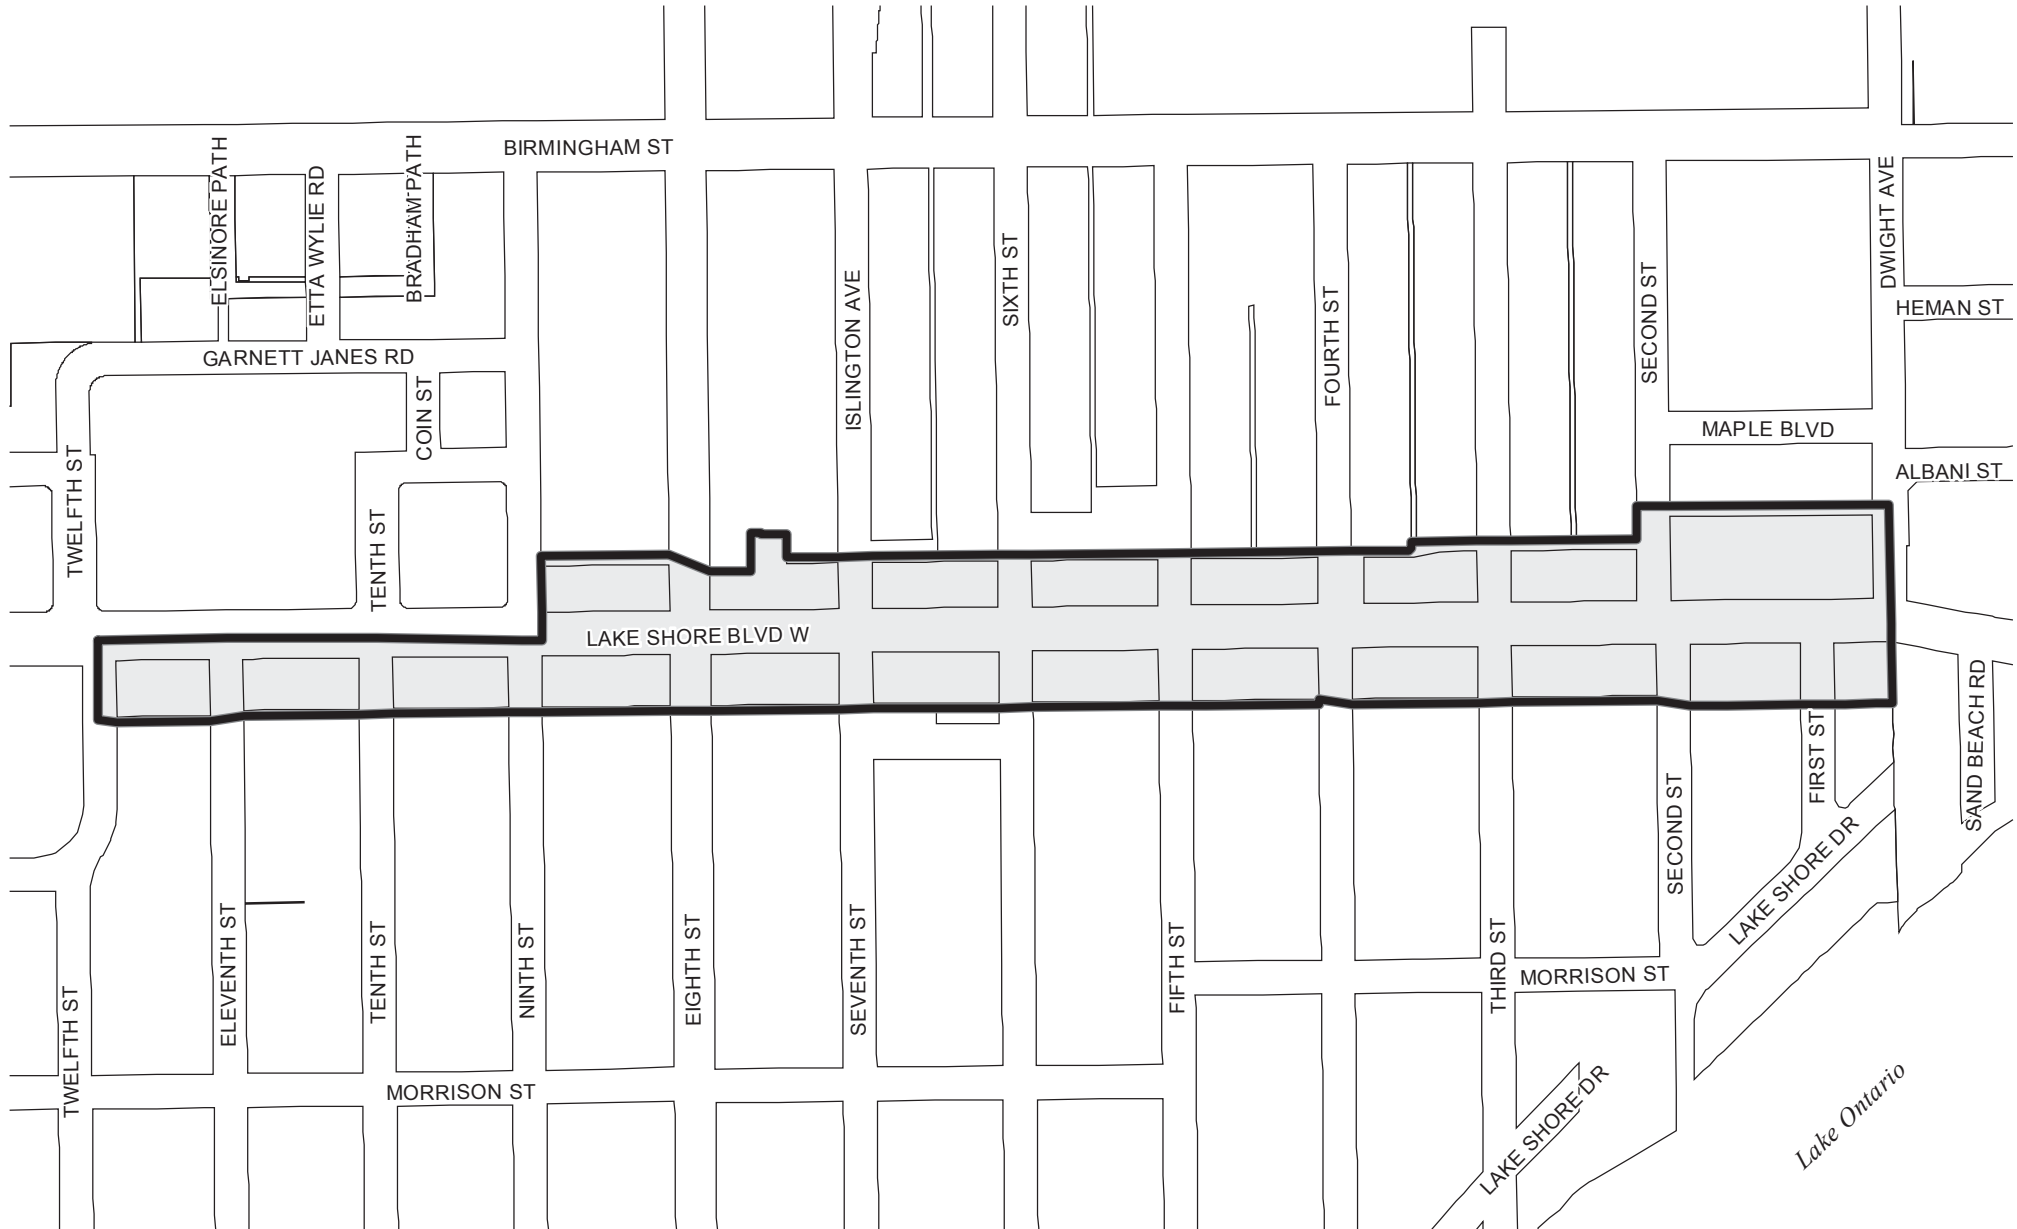 BIRMINGHAM ST
ELSINORE PATH
ETTA WYLIE RD
BRADHAM PATH
DWIGHT AVE
SIXTH ST
ISLINGTON AVE
FOURTH ST
SECOND ST
HEMAN ST
GARNETT JANES RD
COIN ST
MAPLE BLVD
ALBANI ST
TWELFTH ST
TENTH ST
LAKE SHORE BLVD W
FIRST ST
SAND BEACH RD
SECOND ST
LAKE SHORE DR
ELEVENTH ST
TENTH ST
NINTH ST
EIGHTH ST
SEVENTH ST
FIFTH ST
THIRD ST
MORRISON ST
TWELFTH ST
MORRISON ST
LAKE SHORE DR
Lake Ontario